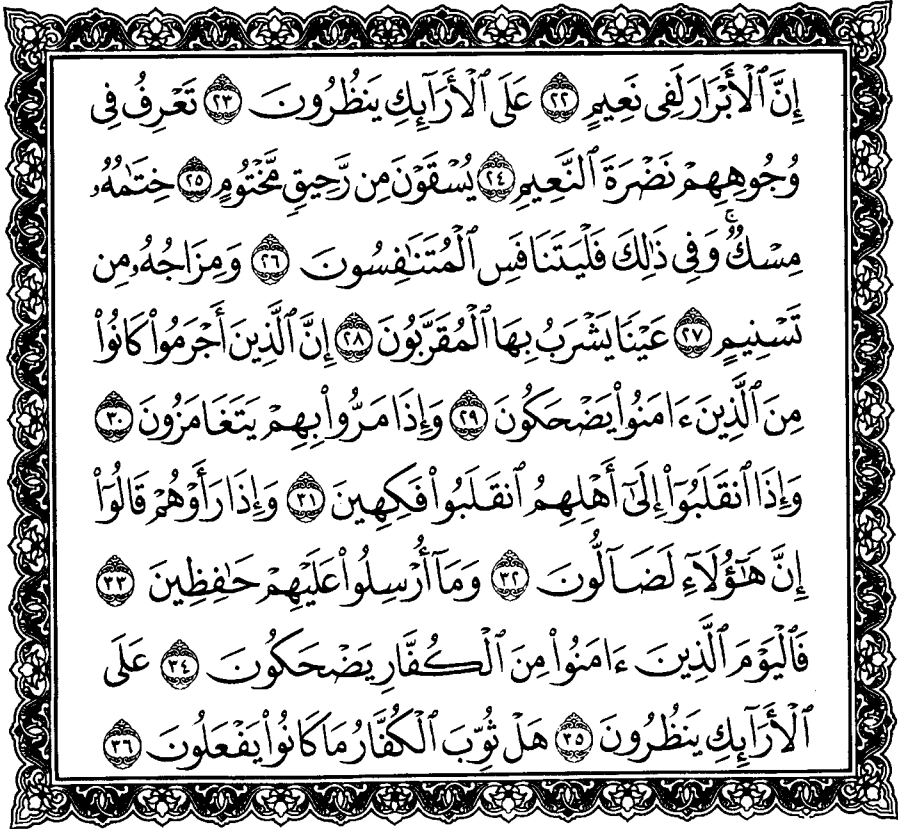 إِنَّ ٱلْأَبْرَارَ لَفِى نَعِيمٍ ٢٢ عَلَى ٱلْأَرَآئِكِ يَنظُرُونَ ٢٣ تَعْرِفُ فِى
وُجُوهِهِمْ نَضْرَةَ ٱلنَّعِيمِ ٢٤ يُسْقَوْنَ مِن رَّحِيقٍ مَّخْتُومٍ ٢٥ خِتَٰمُهُۥ
مِسْكٌ ۚ وَفِى ذَٰلِكَ فَلْيَتَنَافَسِ ٱلْمُتَنَٰفِسُونَ ٢٦ وَمِزَاجُهُۥ مِن
تَسْنِيمٍ ٢٧ عَيْنًا يَشْرَبُ بِهَا ٱلْمُقَرَّبُونَ ٢٨ إِنَّ ٱلَّذِينَ أَجْرَمُوا۟ كَانُوا۟
مِنَ ٱلَّذِينَ ءَامَنُوا۟ يَضْحَكُونَ ٢٩ وَإِذَا مَرُّوا۟ بِهِمْ يَتَغَامَزُونَ ٣٠
وَإِذَا ٱنقَلَبُوٓا۟ إِلَىٰٓ أَهْلِهِمُ ٱنقَلَبُوا۟ فَكِهِينَ ٣١ وَإِذَا رَأَوْهُمْ قَالُوٓا۟
إِنَّ هَٰٓؤُلَآءِ لَضَآلُّونَ ٣٢ وَمَآ أُرْسِلُوا۟ عَلَيْهِمْ حَٰفِظِينَ ٣٣
فَٱلْيَوْمَ ٱلَّذِينَ ءَامَنُوا۟ مِنَ ٱلْكُفَّارِ يَضْحَكُونَ ٣٤ عَلَى
ٱلْأَرَآئِكِ يَنظُرُونَ ٣٥ هَلْ ثُوِّبَ ٱلْكُفَّارُ مَا كَانُوا۟ يَفْعَلُونَ ٣٦